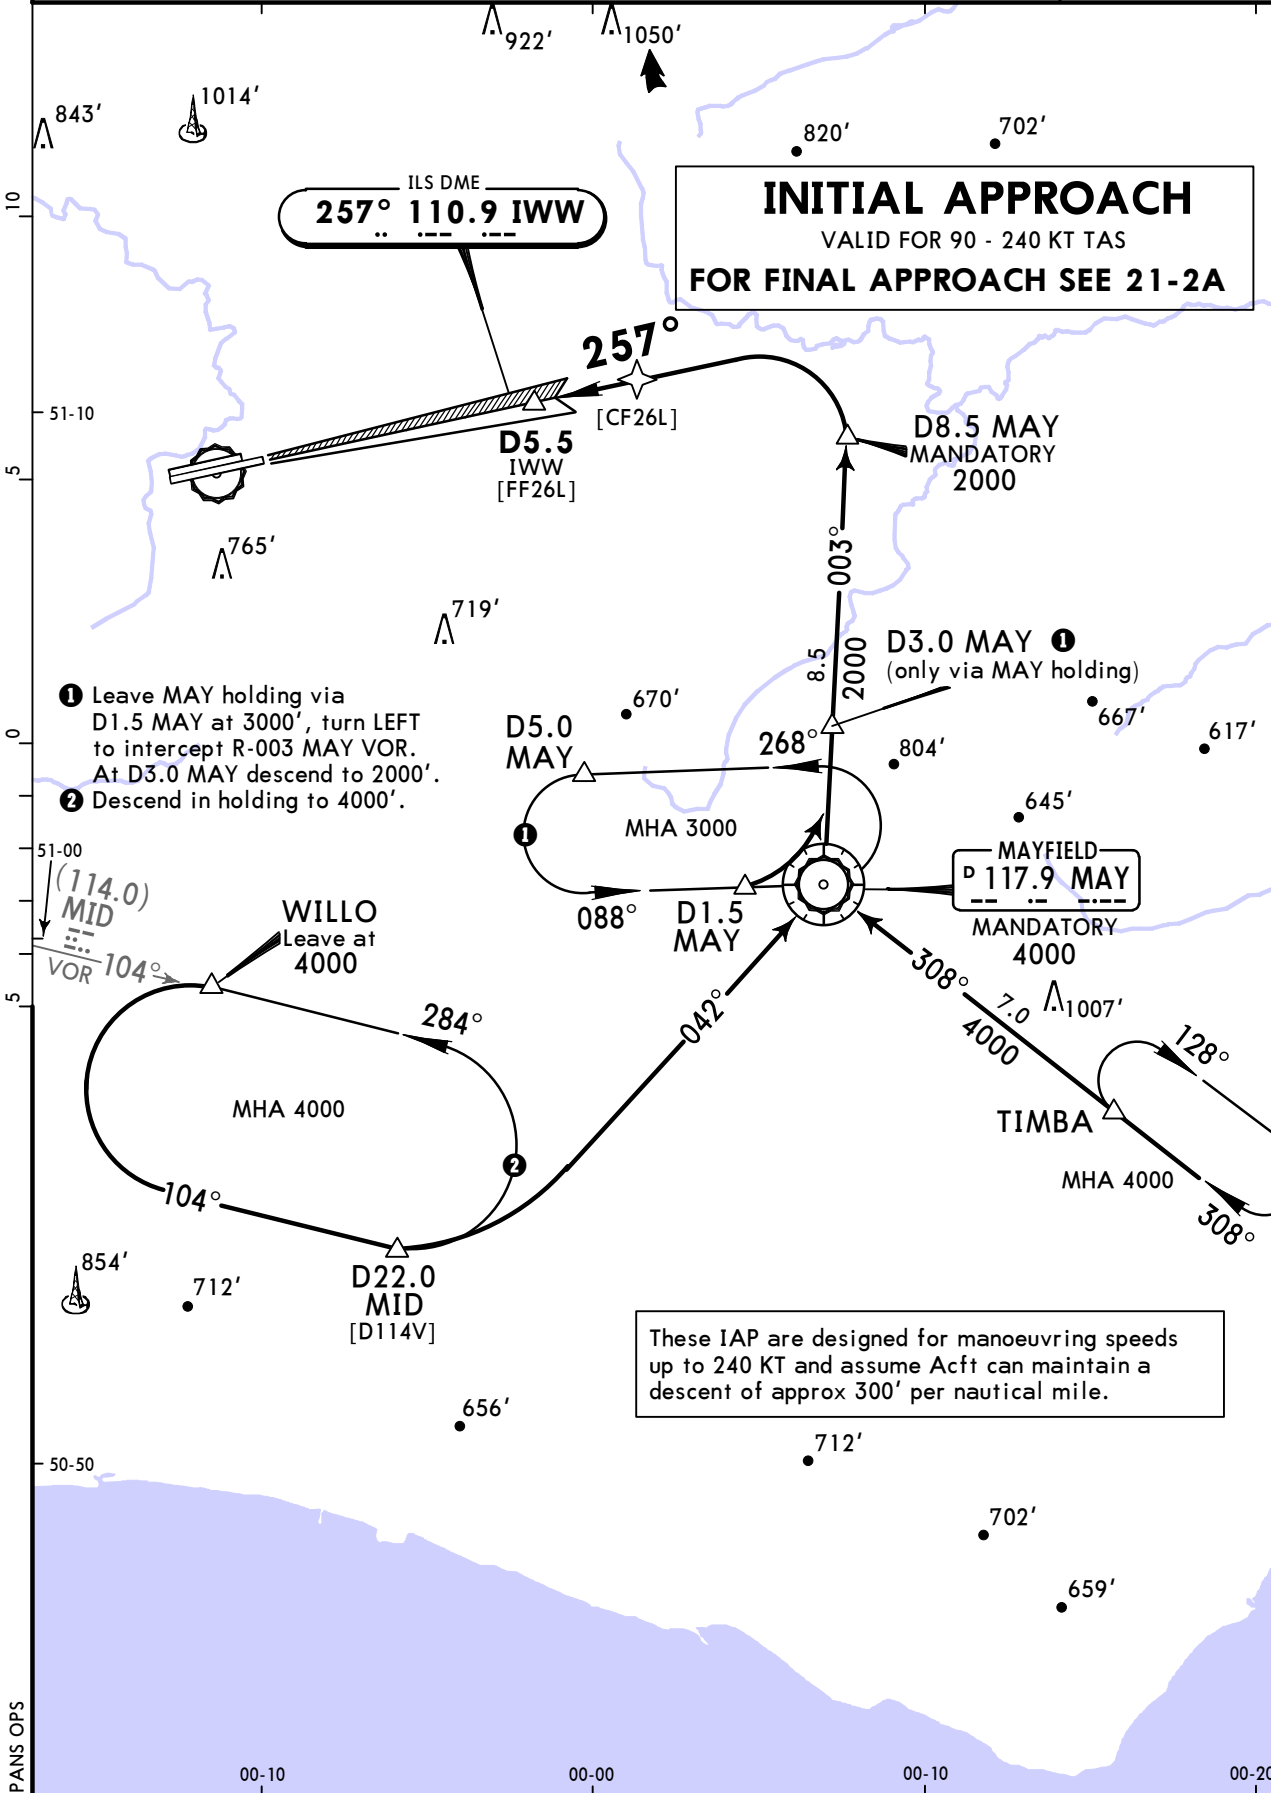 922'
1050'
843'
1014'
820'
702'
10
ILS DME
257° 110.9 IWW
INITIAL APPROACH
VALID FOR 90 - 240 KT TAS
FOR FINAL APPROACH SEE 21-2A
257°
[CF26L]
51-10
D5.5
IWW
[FF26L]
D8.5 MAY
MANDATORY
2000
5
765'
719'
003°
8.5
2000
D3.0 MAY 1
(only via MAY holding)
1 Leave MAY holding via
D1.5 MAY at 3000', turn LEFT
to intercept R-003 MAY VOR.
At D3.0 MAY descend to 2000'.
2 Descend in holding to 4000'.
670'
667'
617'
0
D5.0
MAY
268°
804'
645'
1
MHA 3000
51-00
(114.0)
MID
VOR
104°
WILLO
Leave at
4000
088°
D1.5
MAY
MAYFIELD
D 117.9 MAY
MANDATORY
4000
5
284°
042°
308°
7.0
4000
1007'
128°
MHA 4000
TIMBA
2
MHA 4000
308°
104°
854'
712'
D22.0
MID
[D114V]
These IAP are designed for manoeuvring speeds
up to 240 KT and assume Acft can maintain a
descent of approx 300' per nautical mile.
656'
712'
50-50
702'
659'
PANS OPS
00-10
00-00
00-10
00-20